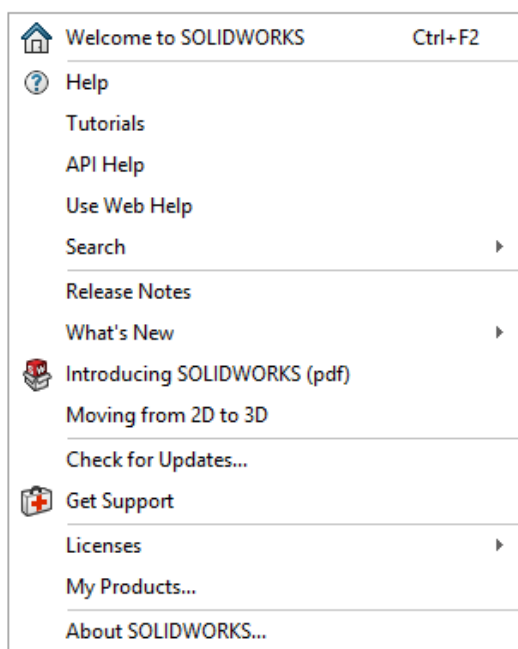 Welcome to SOLIDWORKS Ctrl+F2
Help
Tutorials
API Help
Use Web Help
Search
Release Notes
What's New
Introducing SOLIDWORKS (pdf)
Moving from 2D to 3D
Check for Updates...
Get Support
Licenses
My Products...
About SOLIDWORKS...